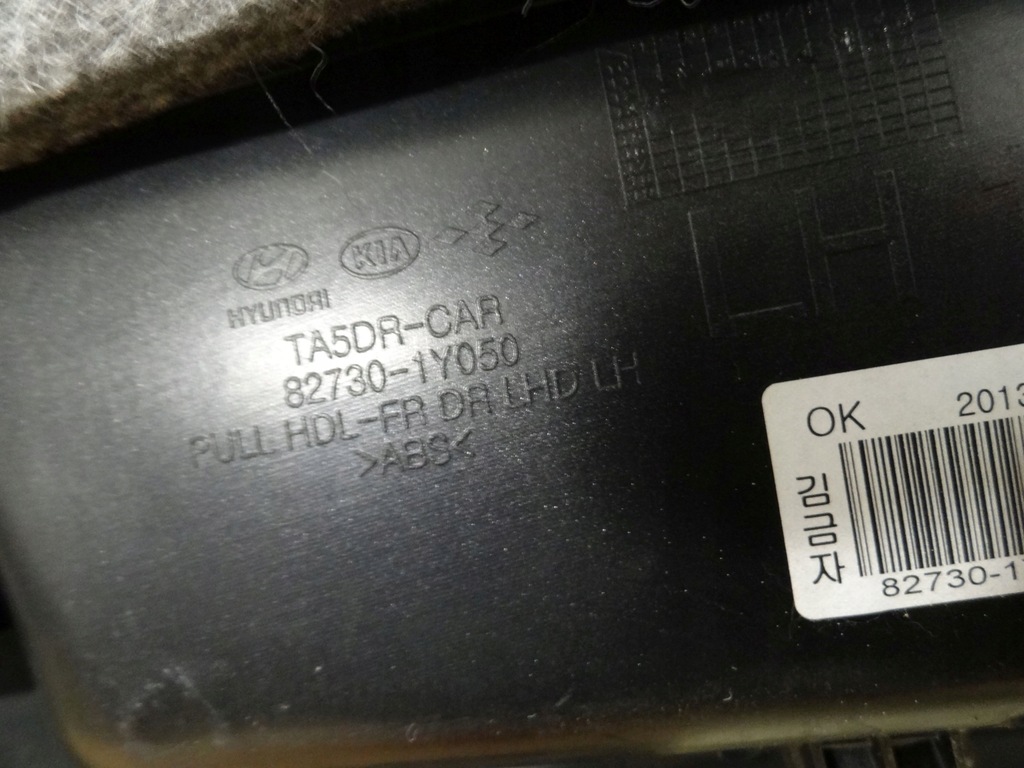 HYUNDAI
KIA
TA5DR-CAR
82730-1Y050
PULL HDL-FR DR LHD LH
>ABS<
LH
OK 2013
김금자
82730-1